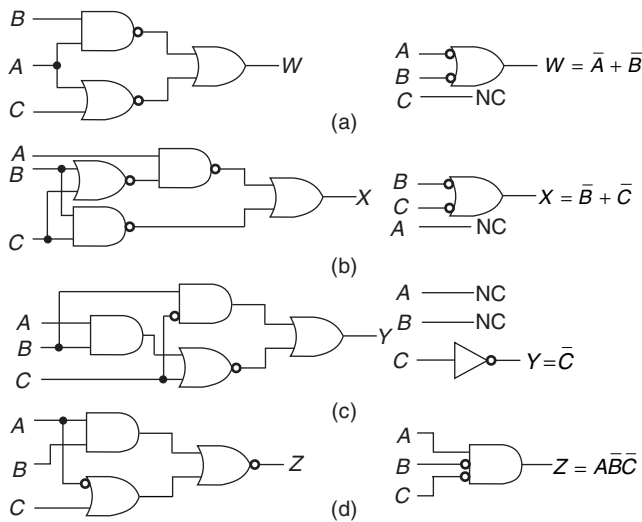 B
A
C
W
A
B
C
NC
W = A̅ + B̅
(a)
A
B
C
X
B
C
A
NC
X = B̅ + C̅
(b)
A
B
C
Y
A
NC
B
NC
C
Y = C̅
(c)
A
B
C
Z
A
B
C
Z = AB̅C̅
(d)